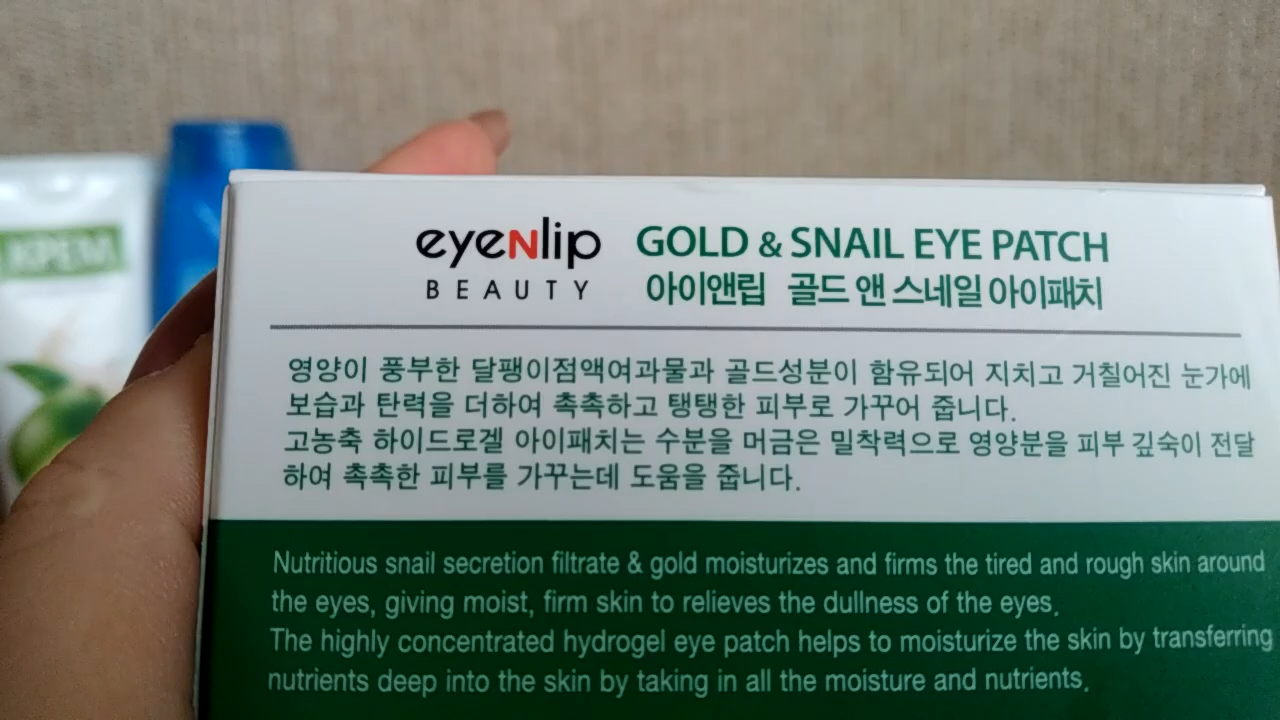 КРЕМ
eyeNlip
BEAUTY
GOLD & SNAIL EYE PATCH
아이앤립 골드 앤 스네일 아이패치
영양이 풍부한 달팽이점액여과물과 골드성분이 함유되어 지치고 거칠어진 눈가에
보습과 탄력을 더하여 촉촉하고 탱탱한 피부로 가꾸어 줍니다.
고농축 하이드로겔 아이패치는 수분을 머금은 밀착력으로 영양분을 피부 깊숙이 전달
하여 촉촉한 피부를 가꾸는데 도움을 줍니다.
Nutritious snail secretion filtrate & gold moisturizes and firms the tired and rough skin around
the eyes, giving moist, firm skin to relieves the dullness of the eyes.
The highly concentrated hydrogel eye patch helps to moisturize the skin by transferring
nutrients deep into the skin by taking in all the moisture and nutrients.